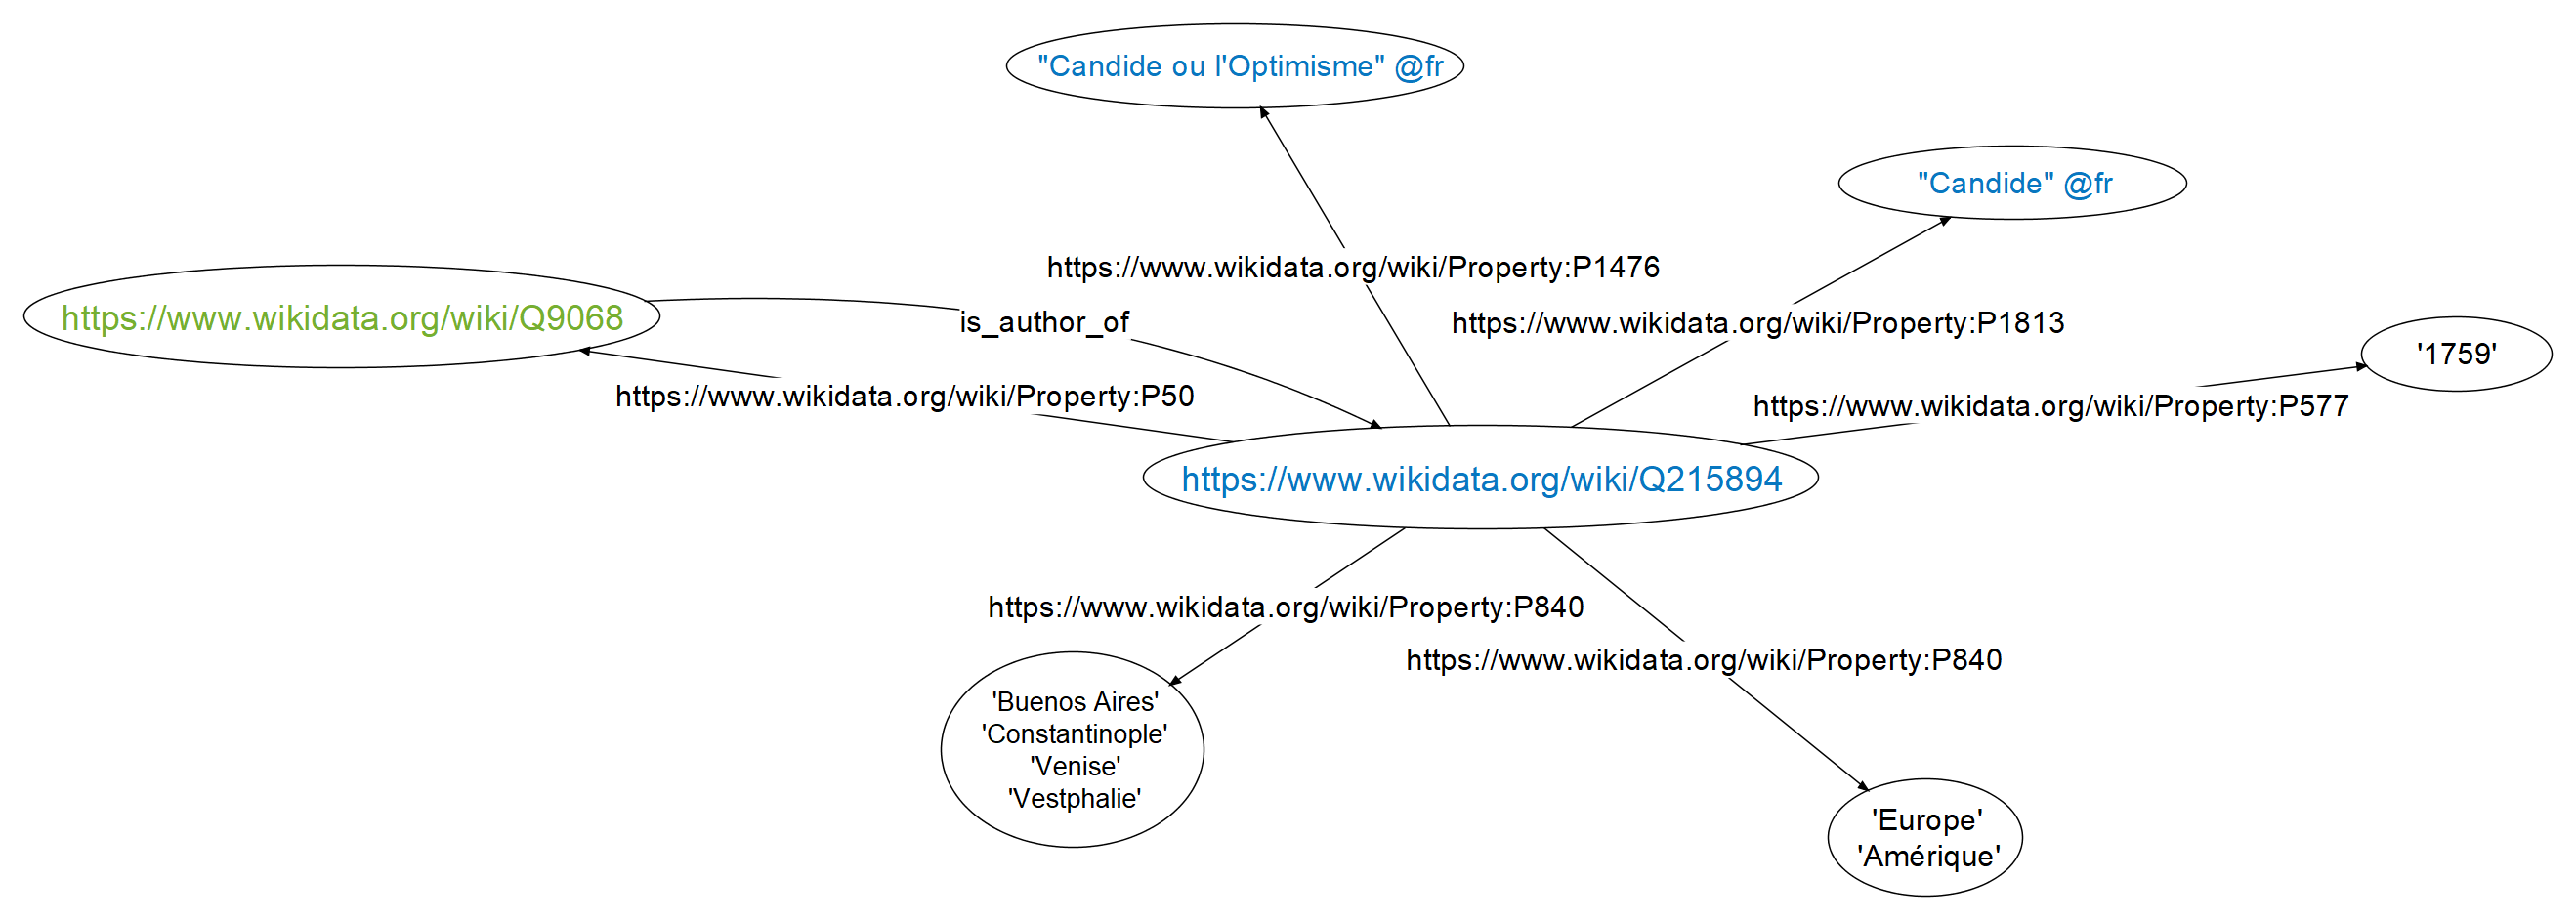 "Candide ou l'Optimisme" @fr
"Candide" @fr
https://www.wikidata.org/wiki/Property:P1476
https://www.wikidata.org/wiki/Q9068
is_author_of
https://www.wikidata.org/wiki/Property:P1813
'1759'
https://www.wikidata.org/wiki/Property:P50
https://www.wikidata.org/wiki/Property:P577
https://www.wikidata.org/wiki/Q215894
https://www.wikidata.org/wiki/Property:P840
https://www.wikidata.org/wiki/Property:P840
'Buenos Aires'
'Constantinople'
'Venise'
'Vestphalie'
'Europe'
'Amérique'